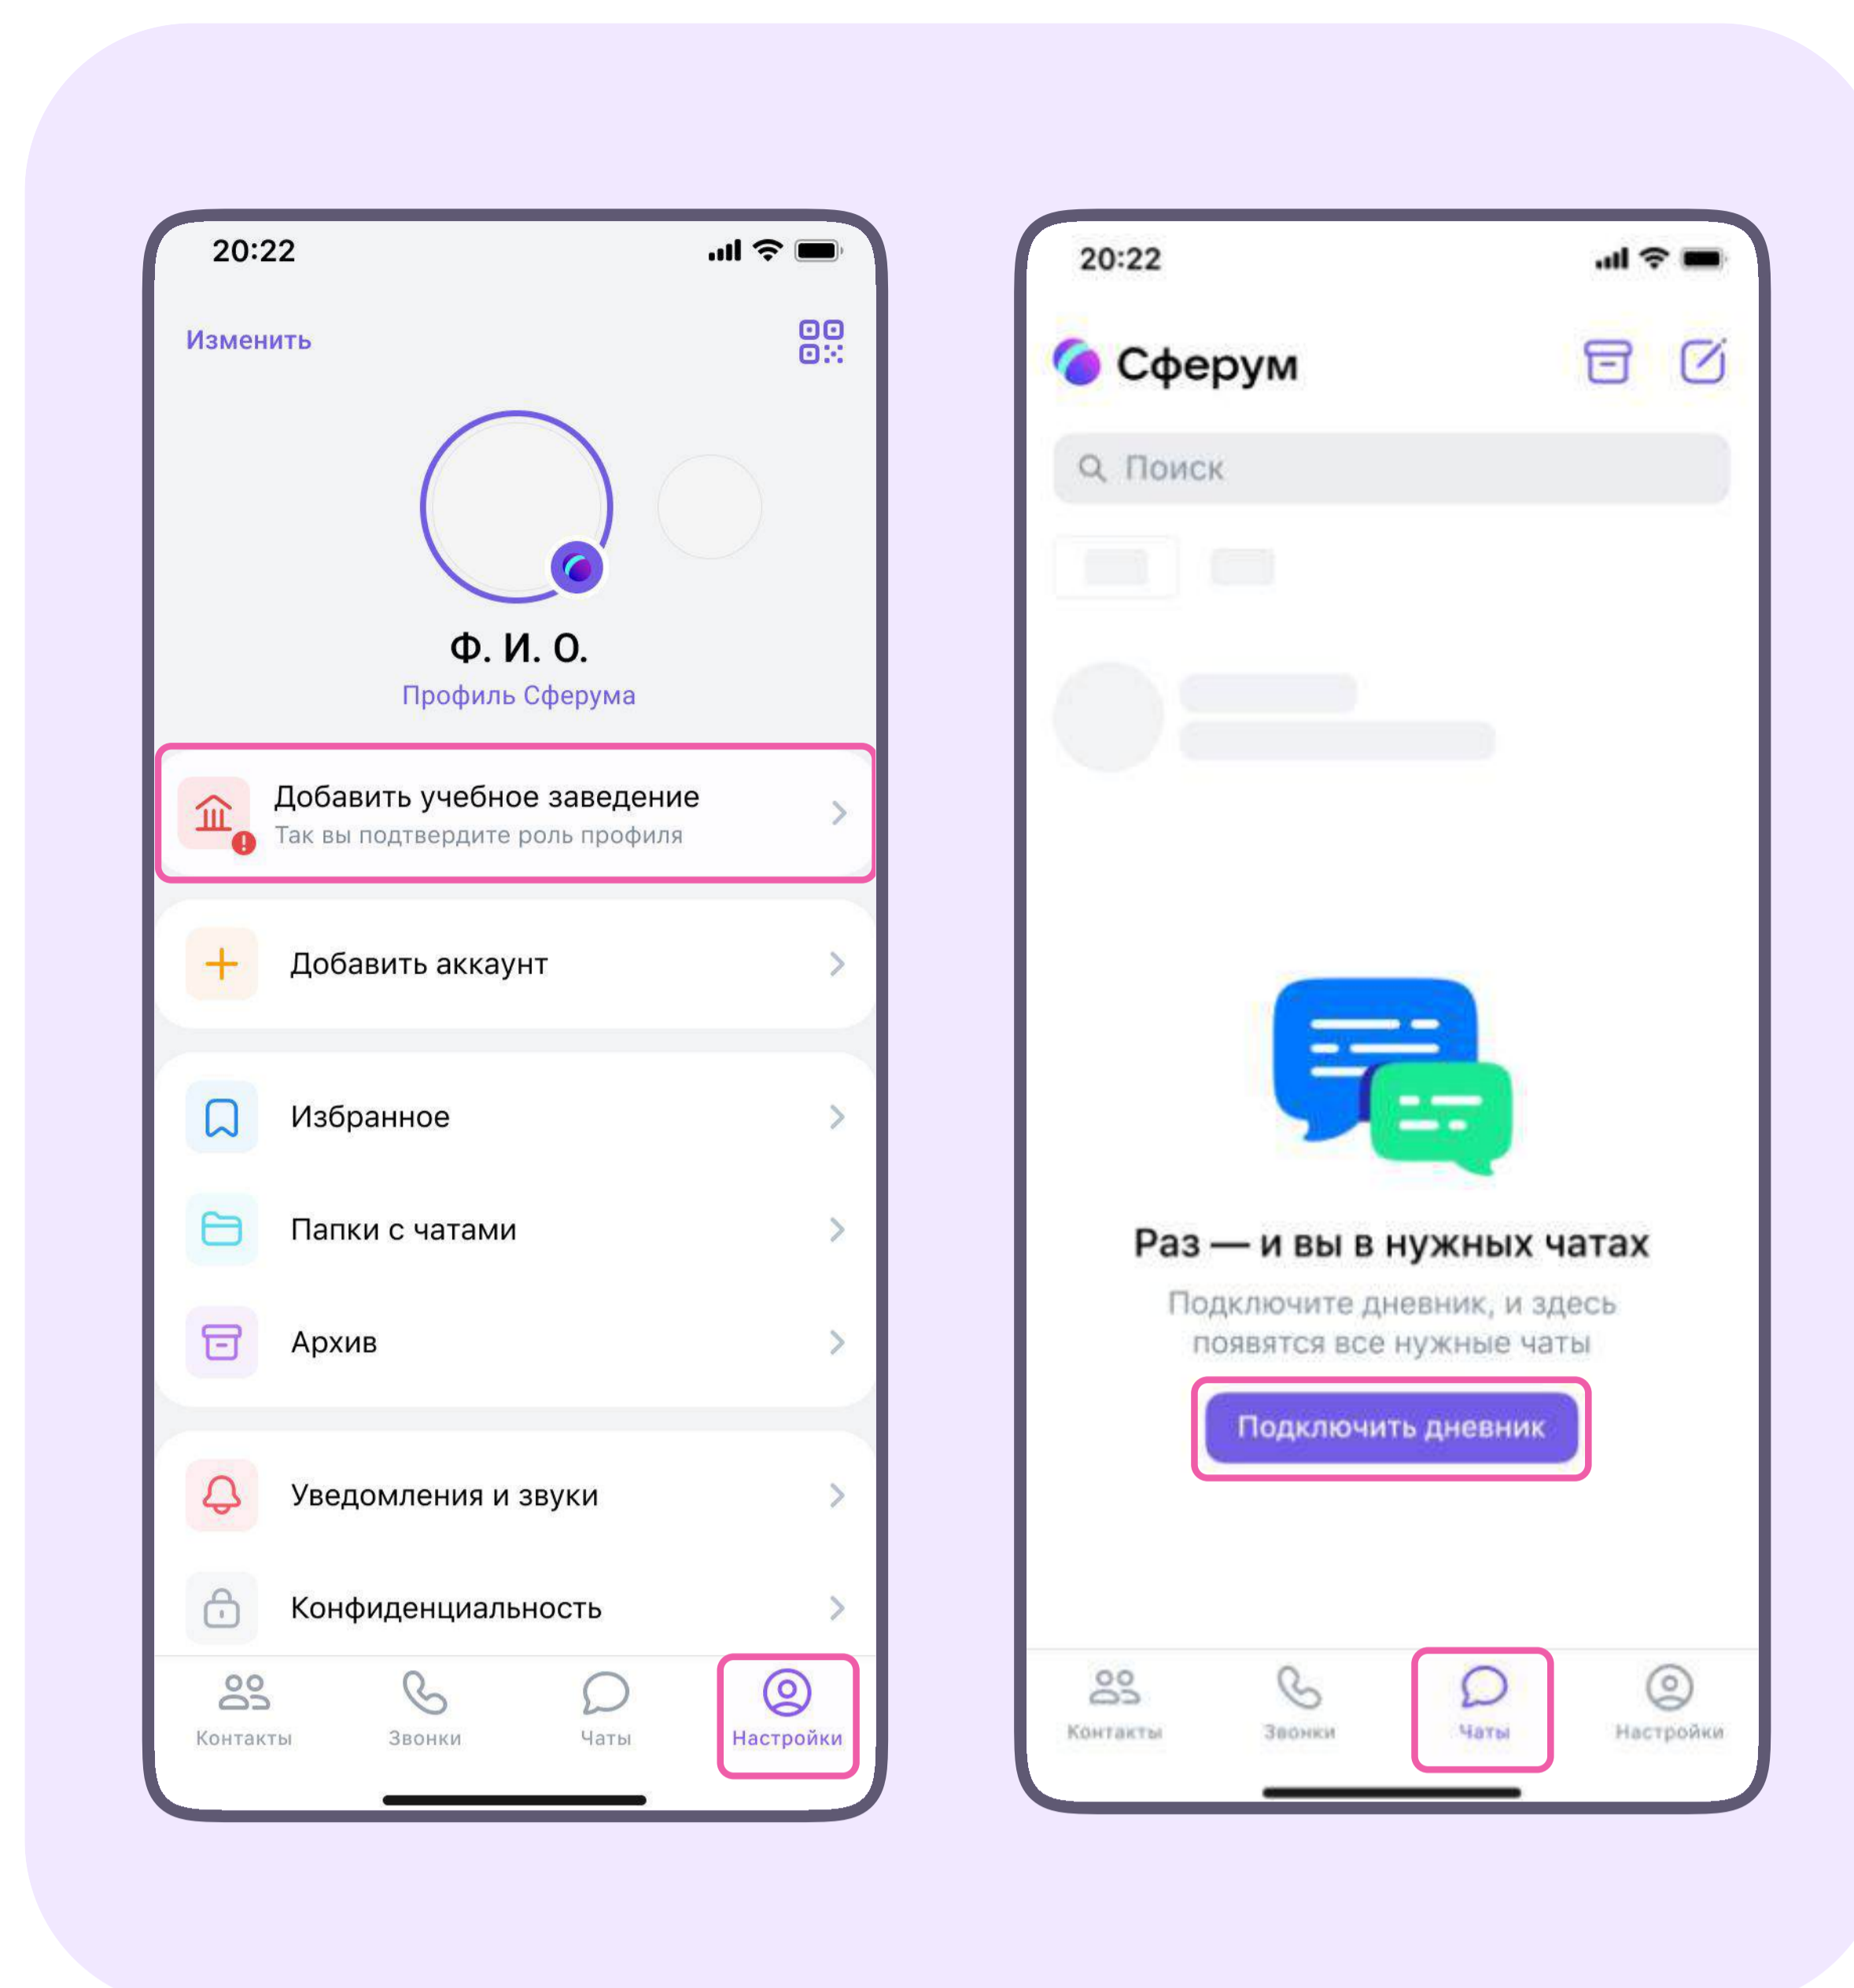 20:22
Изменить
Ф. И. О.
Профиль Сферума
Добавить учебное заведение
Так вы подтвердите роль профиля
Добавить аккаунт
Избранное
Папки с чатами
Архив
Уведомления и звуки
Конфиденциальность
Контакты
Звонки
Чаты
Настройки
20:22
Сферум
Поиск
Раз — и вы в нужных чатах
Подключите дневник, и здесь
появятся все нужные чаты
Подключить дневник
Контакты
Звонки
Чаты
Настройки